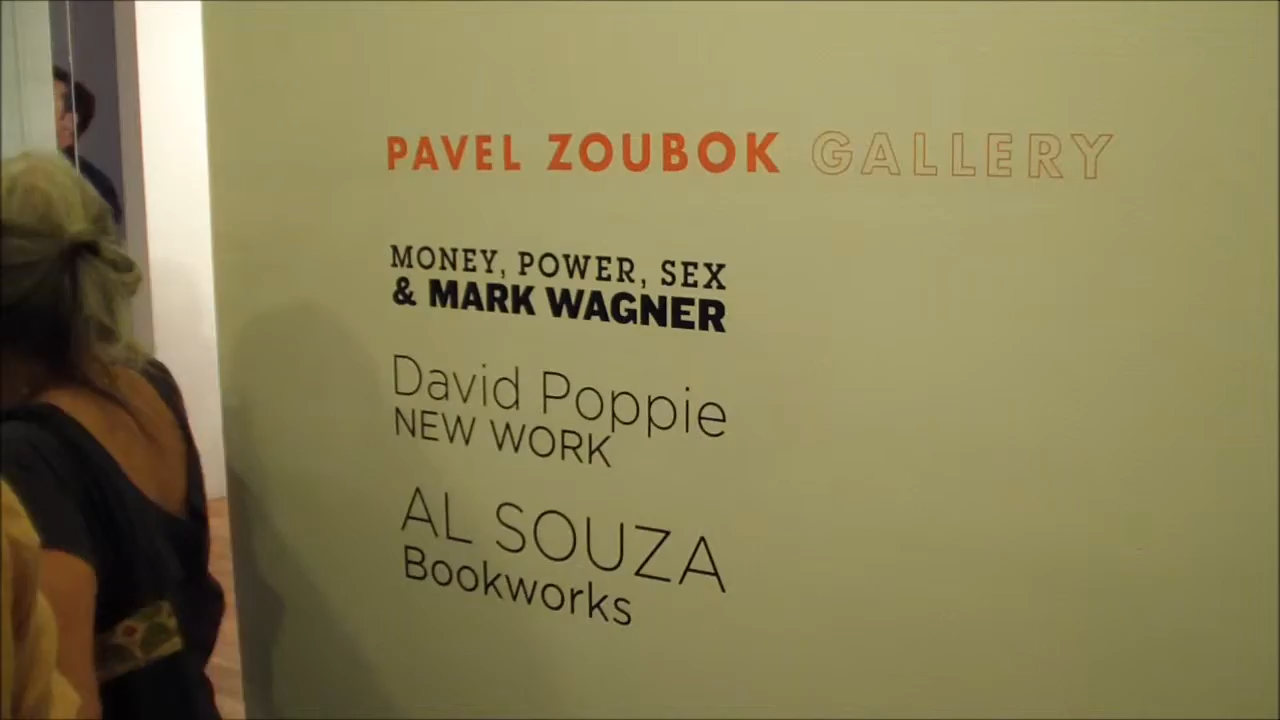 PAVEL ZOUBOK GALLERY
MONEY, POWER, SEX
& MARK WAGNER
David Poppie
NEW WORK
AL SOUZA
Bookworks